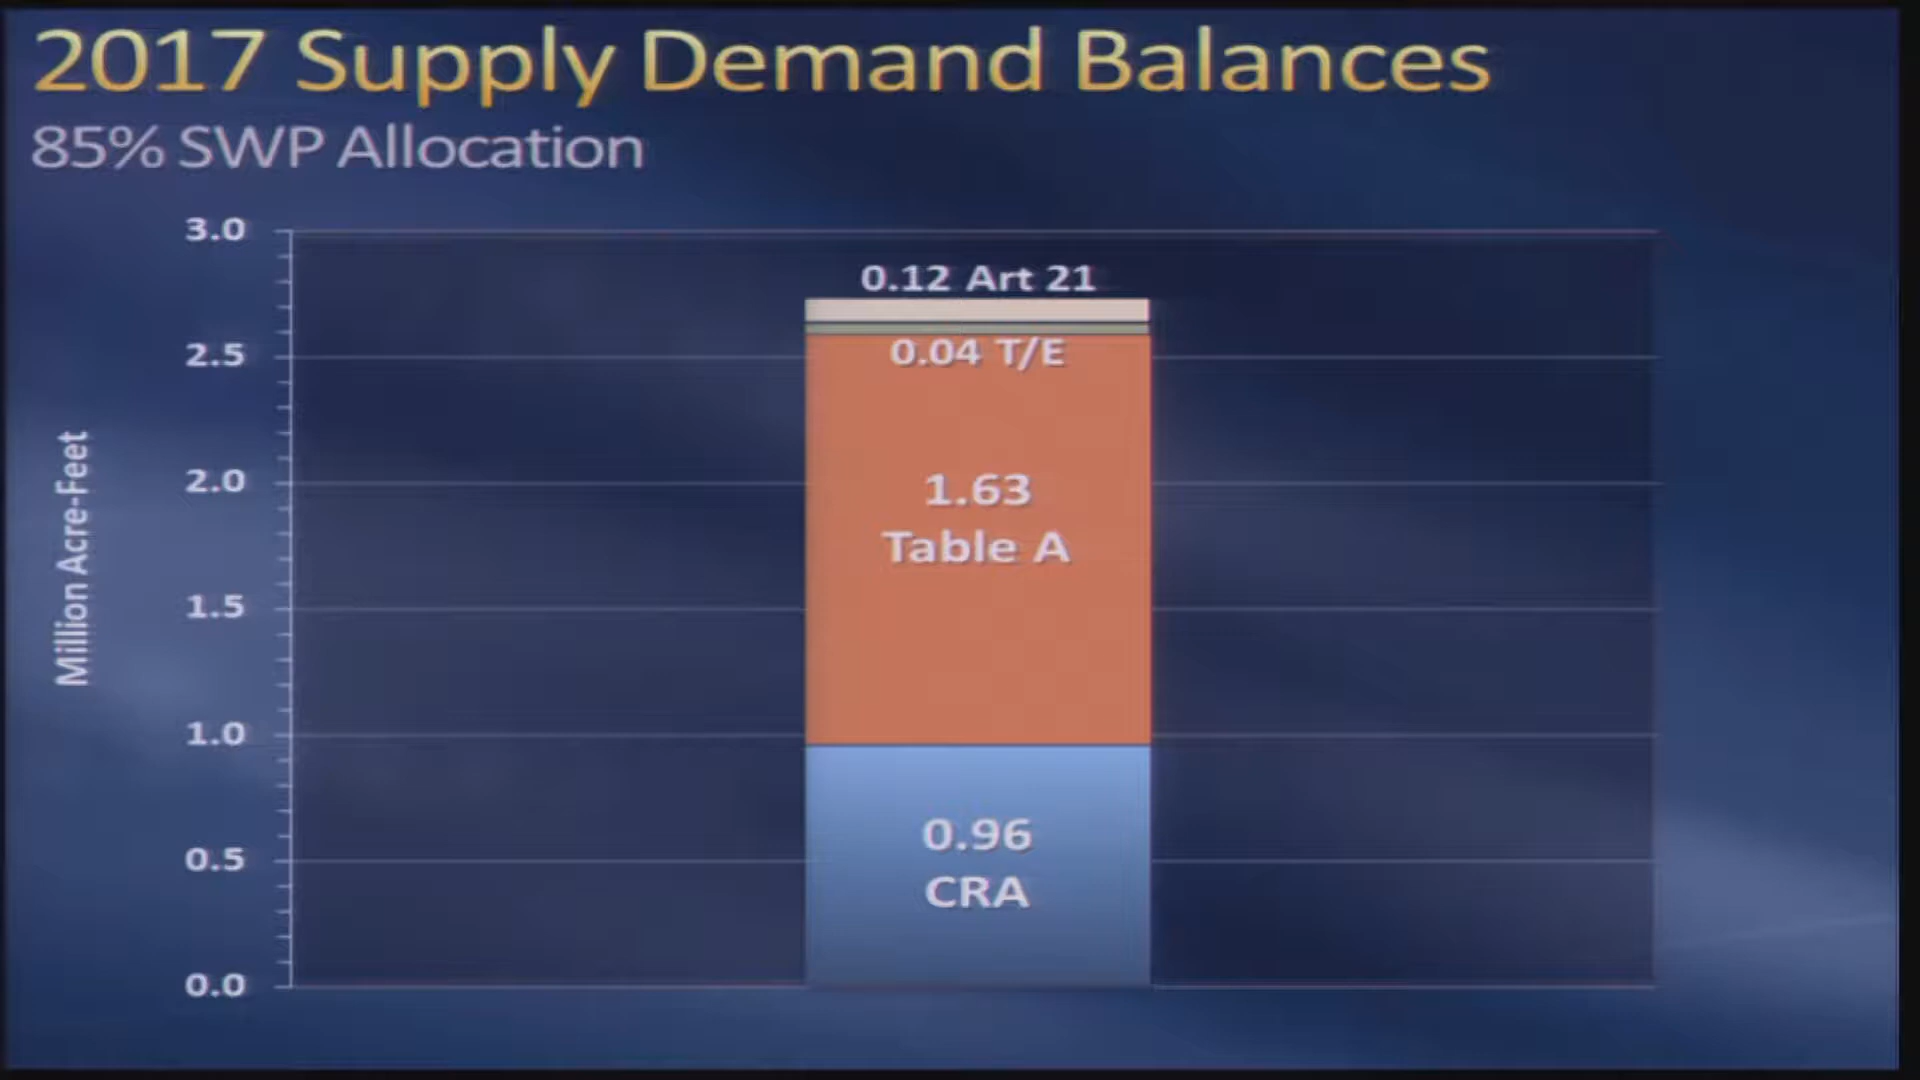 2017 Supply Demand Balances
85% SWP Allocation
Million Acre-Feet
3.0
2.5
2.0
1.5
1.0
0.5
0.0
0.12 Art 21
0.04 T/E
1.63
Table A
0.96
CRA